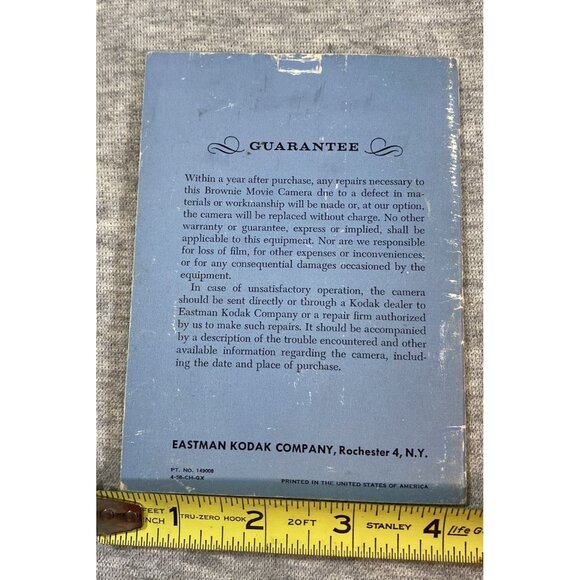 GUARANTEE
Within a year after purchase, any repairs necessary to
this Brownie Movie Camera due to a defect in ma-
terials or workmanship will be made or, at our option,
the camera will be replaced without charge. No other
warranty or guarantee, express or implied, shall be
applicable to this equipment. Nor are we responsible
for loss of film, for other expenses or inconveniences,
or for any consequential damages occasioned by the
equipment.
In case of unsatisfactory operation, the camera
should be sent directly or through a Kodak dealer to
Eastman Kodak Company or a repair firm authorized
by us to make such repairs. It should be accompanied
by a description of the trouble encountered and other
available information regarding the camera, includ-
ing the date and place of purchase.
EASTMAN KODAK COMPANY, Rochester 4, N.Y.
PT. NO. 149008
4-56-CH-GX
PRINTED IN THE UNITED STATES OF AMERICA
FEET
INCH 1 TRU-ZERO HOOK 2 20FT 3 STANLEY 4